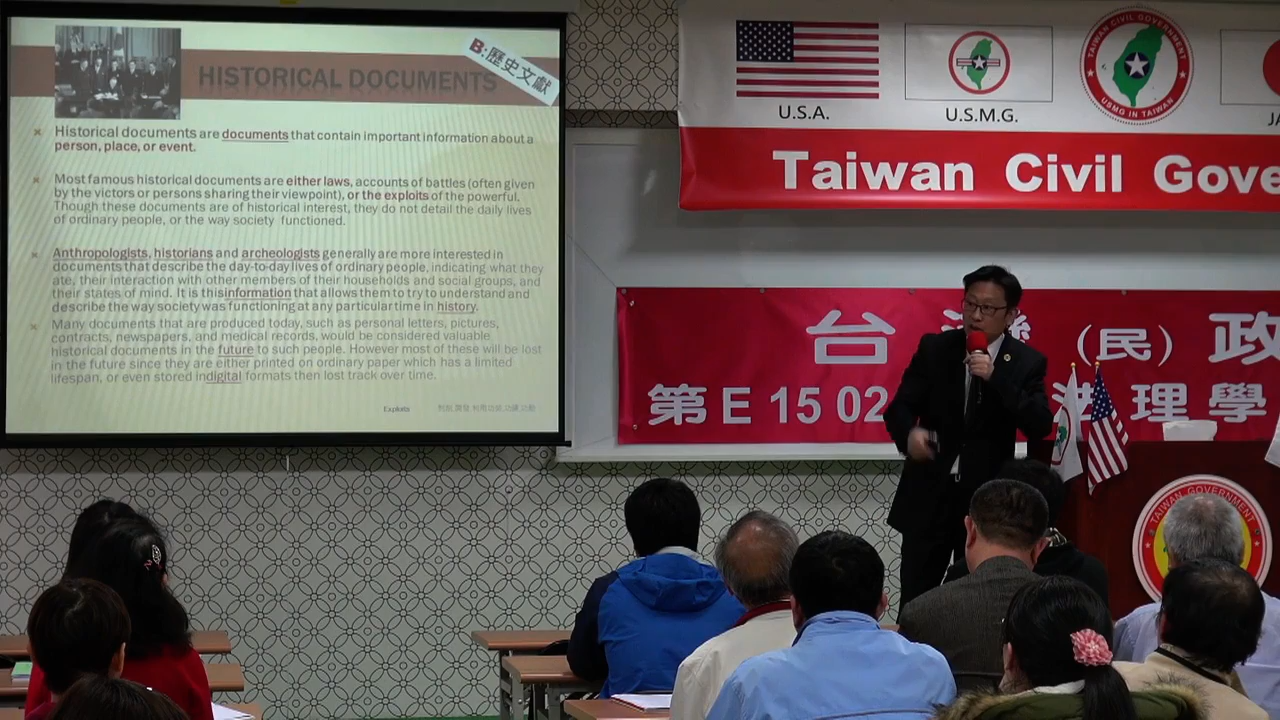 B:歷史文獻
HISTORICAL DOCUMENTS
Historical documents are documents that contain important information about a
person, place, or event.
Most famous historical documents are either laws, accounts of battles (often given
by the victors or persons sharing their viewpoint), or the exploits of the powerful.
Though these documents are of historical interest, they do not detail the daily lives
of ordinary people, or the way society functioned.
Anthropologists, historians and archeologists generally are more interested in
documents that describe the day-to-day lives of ordinary people, indicating what they
ate, their interaction with other members of their households and social groups, and
their states of mind. It is this information that allows them to try to understand and
describe the way society was functioning at any particular time in history.
Many documents that are produced today, such as personal letters, pictures,
contracts, newspapers, and medical records, would be considered valuable
historical documents in the future to such people. However most of these will be lost
in the future since they are either printed on ordinary paper which has a limited
lifespan, or even stored in digital formats then lost track over time.
Exploits
U.S.A.
U.S.M.G.
TAIWAN CIVIL GOVERNMENT
USMG IN TAIWAN
JA
Taiwan Civil Gove
台灣(民)政
第E 15 02
理學
TAIWAN GOVERNMENT